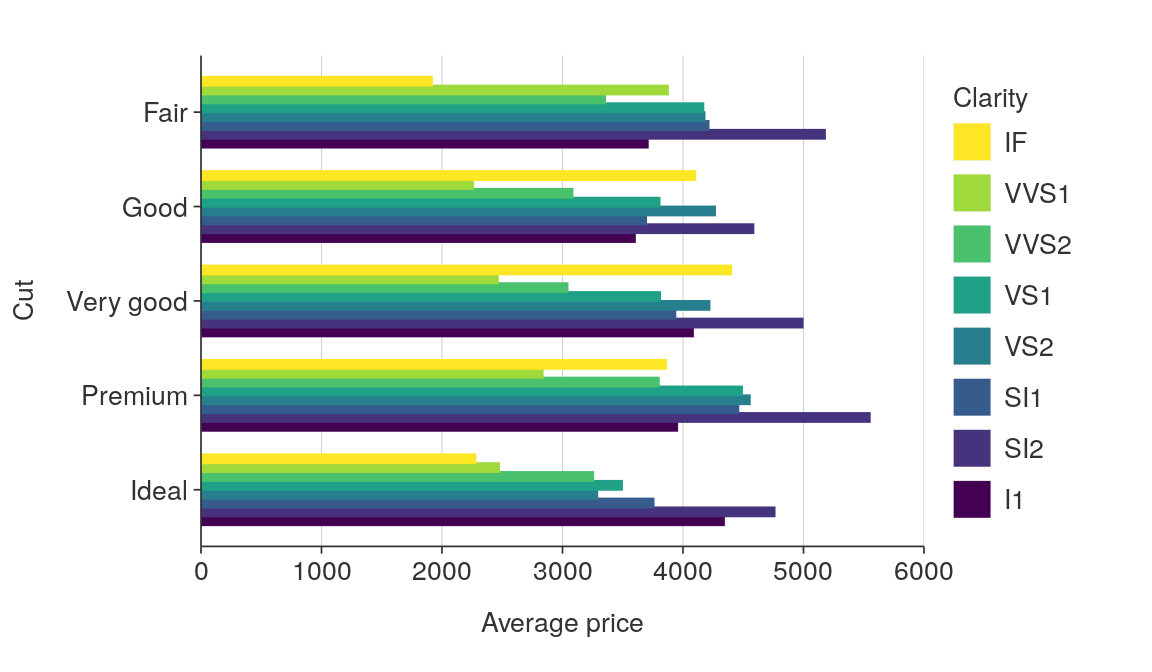 Clarity
IF
VVS1
VVS2
VS1
VS2
SI1
SI2
I1
Cut
Fair
Good
Very good
Premium
Ideal
0 1000 2000 3000 4000 5000 6000
Average price